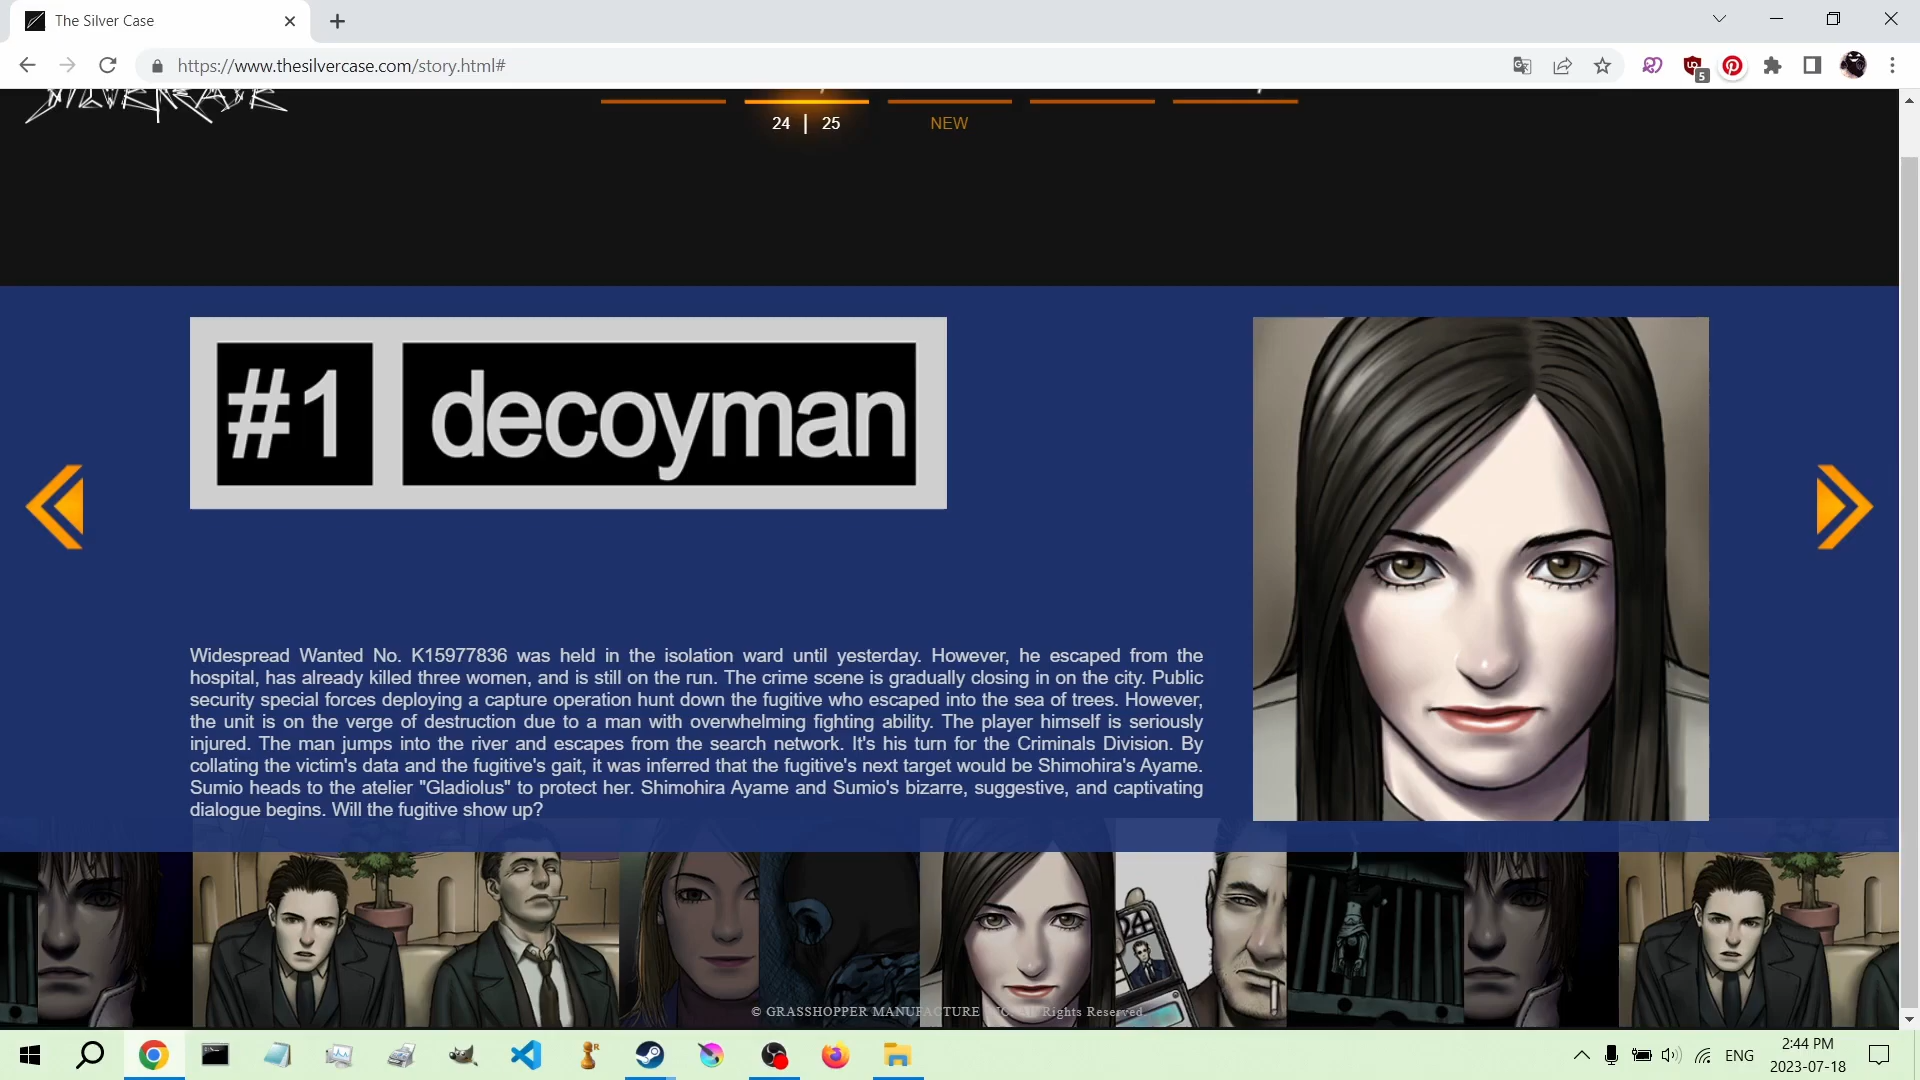 The Silver Case
https://www.thesilvercase.com/story.html#
5
24 | 25
NEW
#1 decoyman
Widespread Wanted No. K15977836 was held in the isolation ward until yesterday. However, he escaped from the
hospital, has already killed three women, and is still on the run. The crime scene is gradually closing in on the city. Public
security special forces deploying a capture operation hunt down the fugitive who escaped into the sea of trees. However,
the unit is on the verge of destruction due to a man with overwhelming fighting ability. The player himself is seriously
injured. The man jumps into the river and escapes from the search network. It's his turn for the Criminals Division. By
collating the victim's data and the fugitive's gait, it was inferred that the fugitive's next target would be Shimohira's Ayame.
Sumio heads to the atelier "Gladiolus" to protect her. Shimohira Ayame and Sumio's bizarre, suggestive, and captivating
dialogue begins. Will the fugitive show up?
24
© GRASSHOPPER MANUFACTURE INC. All Rights Reserved.
ENG
2:44 PM
2023-07-18